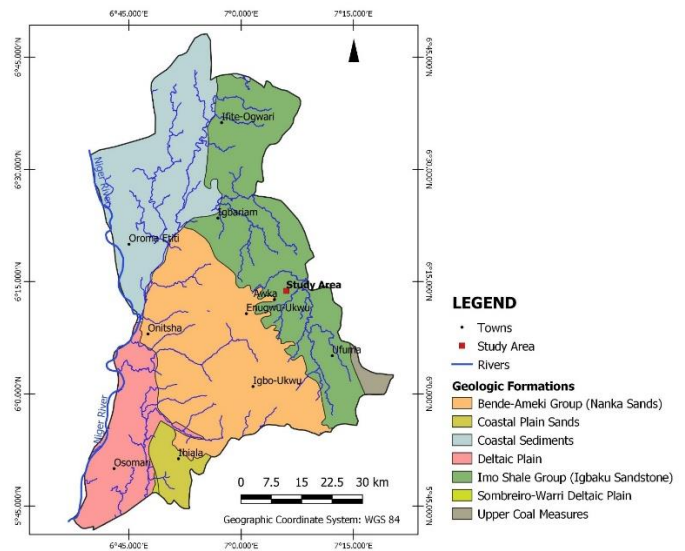 6°45.000'E 7°0.000'E 7°15.000'E
6°45.000'N 6°45.000'N
6°30.000'N 6°30.000'N
6°15.000'N 6°15.000'N
6°0.000'N 6°0.000'N
5°45.000'N 5°45.000'N
Ifite-Ogwari
Niger River
Igbariam
Oroma Etiti
Study Area
Awka
Enugwu-Ukwu
Onitsha
Ufuma
Igbo-Ukwu
Niger River
Ibiala
Osomari
0 7.5 15 22.5 30 km
Geographic Coordinate System: WGS 84
6°45.000'E 7°0.000'E 7°15.000'E
LEGEND
Towns
Study Area
Rivers
Geologic Formations
Bende-Ameki Group (Nanka Sands)
Coastal Plain Sands
Coastal Sediments
Deltaic Plain
Imo Shale Group (Igbaku Sandstone)
Sombreiro-Warri Deltaic Plain
Upper Coal Measures